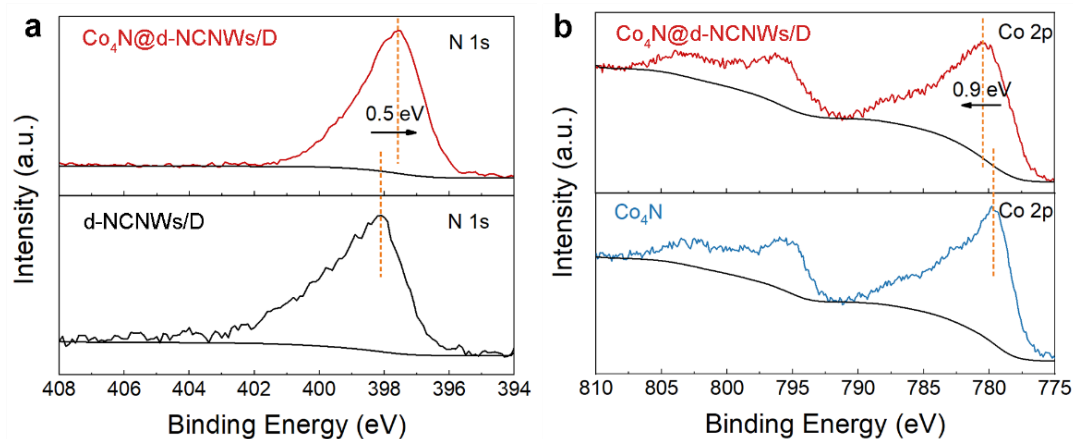 a
Co₄N@d-NCNWs/D
N 1s
0.5 eV
d-NCNWs/D
N 1s
Intensity (a.u.)
408 406 404 402 400 398 396 394
Binding Energy (eV)
b
Co₄N@d-NCNWs/D
Co 2p
0.9 eV
Co₄N
Co 2p
Intensity (a.u.)
810 805 800 795 790 785 780 775
Binding Energy (eV)